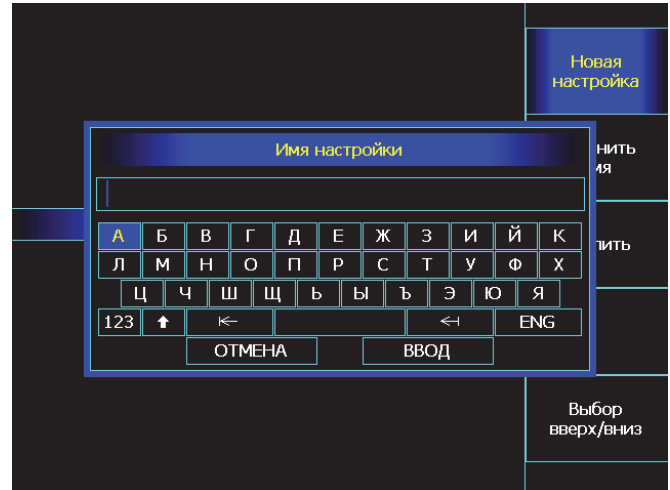 Новая
настройка
Имя настройки
нить
мя
лить
А Б В Г Д Е Ж З И Й К
Л М Н О П Р С Т У Ф Х
Ц Ч Ш Щ Ь Ы Ъ Э Ю Я
123 ENG
ОТМЕНА ВВОД
Выбор
вверх/вниз